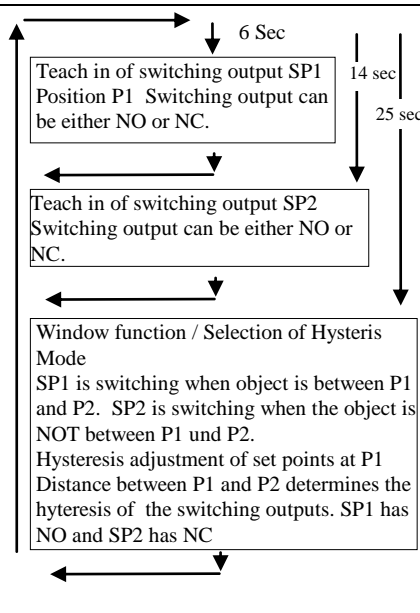 6 Sec
Teach in of switching output SP1
Position P1 Switching output can
be either NO or NC.
14 sec
25 sec
Teach in of switching output SP2
Switching output can be either NO or
NC.
Window function / Selection of Hysteris
Mode
SP1 is switching when object is between P1
and P2. SP2 is switching when the object is
NOT between P1 und P2.
Hysteresis adjustment of set points at P1
Distance between P1 and P2 determines the
hyteresis of the switching outputs. SP1 has
NO and SP2 has NC